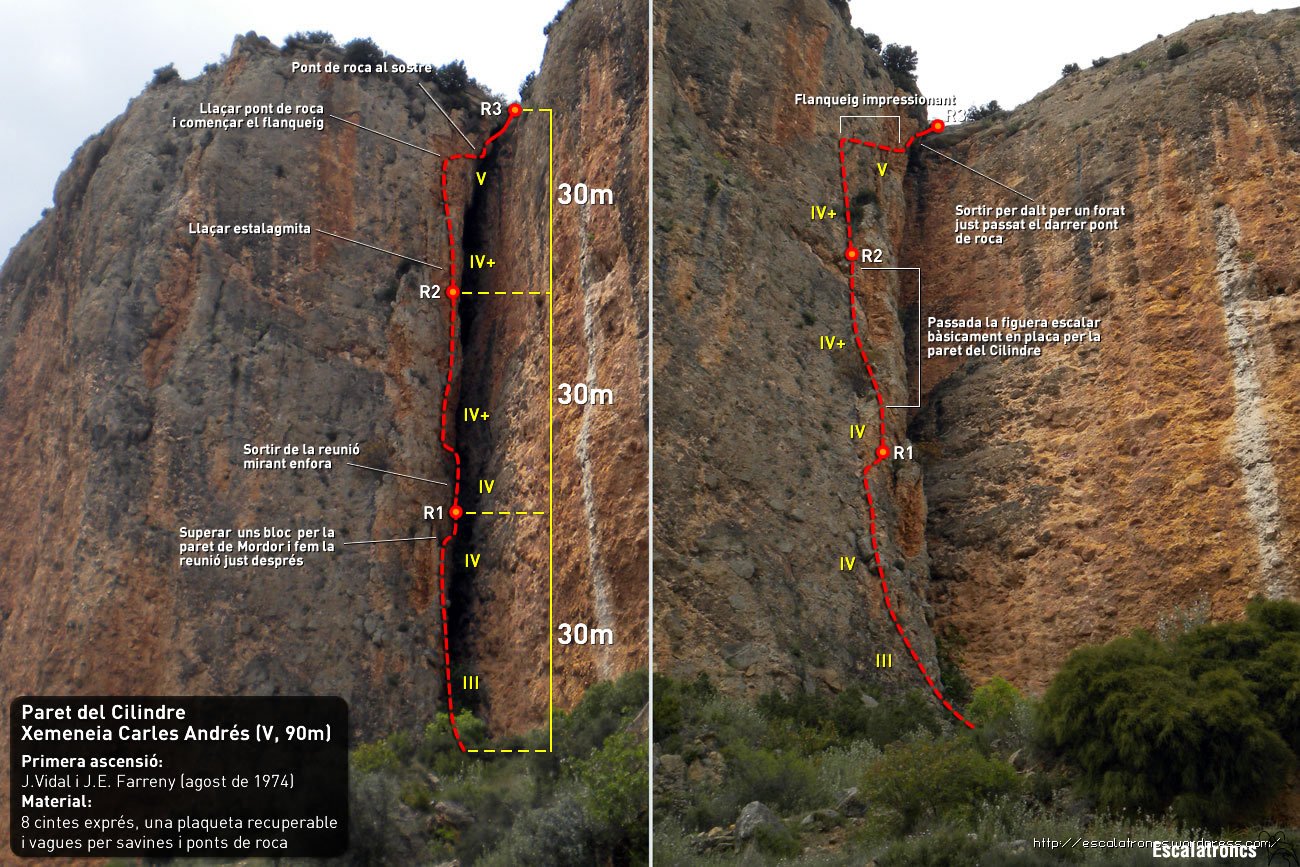 Pont de roca al sostre
Llaçar pont de roca
i començar el flanqueig
R3
V
30m
Llaçar estalagmita
IV+
R2
IV+
30m
Sortir de la reunió
mirant enfora
IV
R1
Superar uns bloc per la
paret de Mordor i fem la
reunió just després
IV
30m
III
Paret del Cilindre
Xemeneia Carles Andrés (V, 90m)
Primera ascensió:
J.Vidal i J.E. Farreny (agost de 1974)
Material:
8 cintes exprés, una plaqueta recuperable
i vagues per savines i ponts de roca
Flanqueig impressionant
R3
V
IV+
Sortir per dalt per un forat
just passat el darrer pont
de roca
R2
Passada la figuera escalar
bàsicament en placa per la
paret del Cilindre
IV+
IV
R1
IV
III
http://escalatroncs.wordpress.com/
Escalatroncs